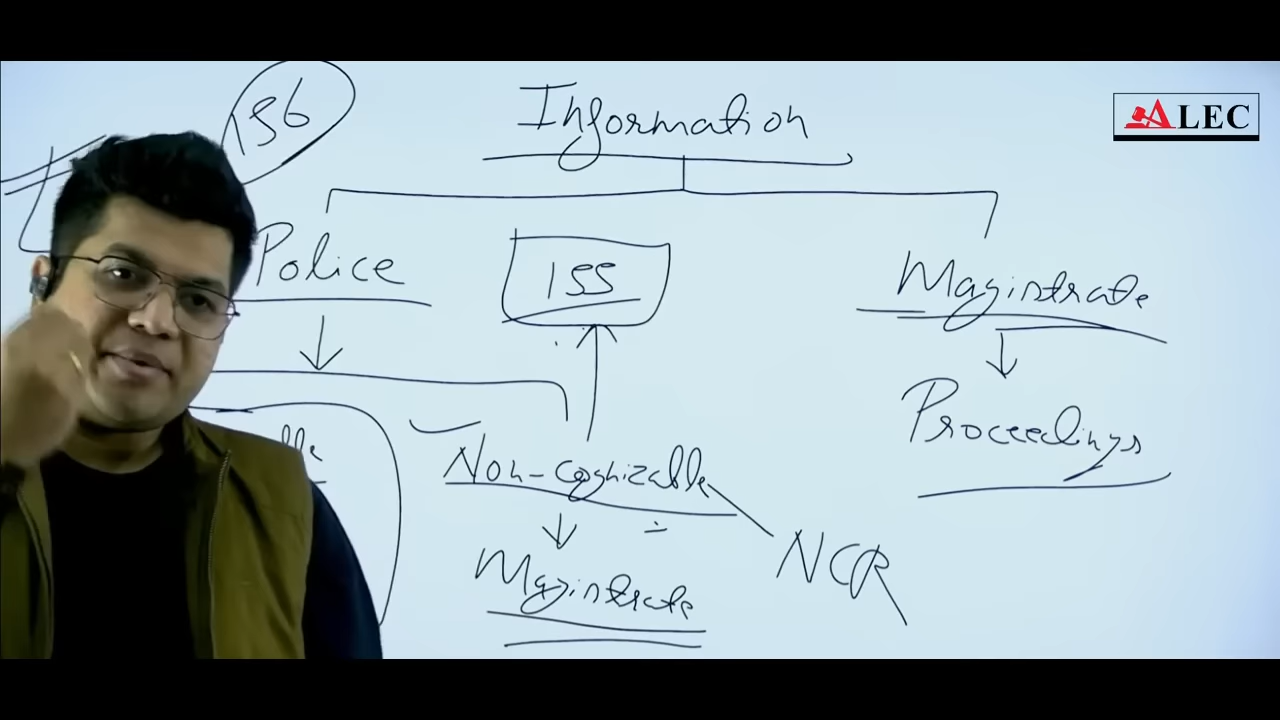 156
Information
ALEC
Police
155
Magistrate
Proceedings
Non-cognizable
Magistrate
NCR